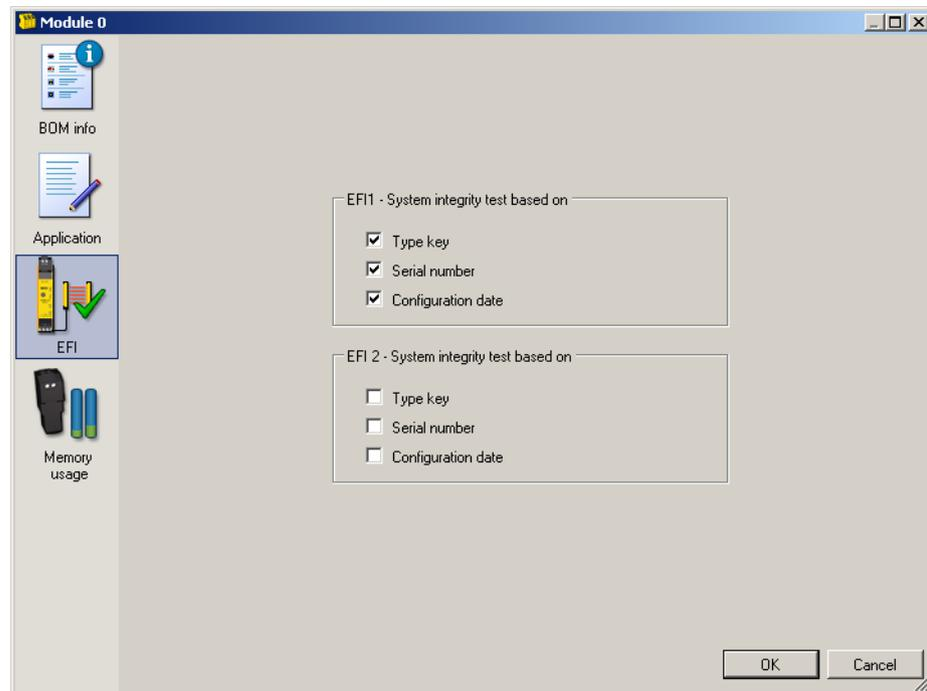 Module 0
BOM info
Application
EFI
Memory
usage
EFI1 - System integrity test based on
Type key
Serial number
Configuration date
EFI 2 - System integrity test based on
Type key
Serial number
Configuration date
OK
Cancel